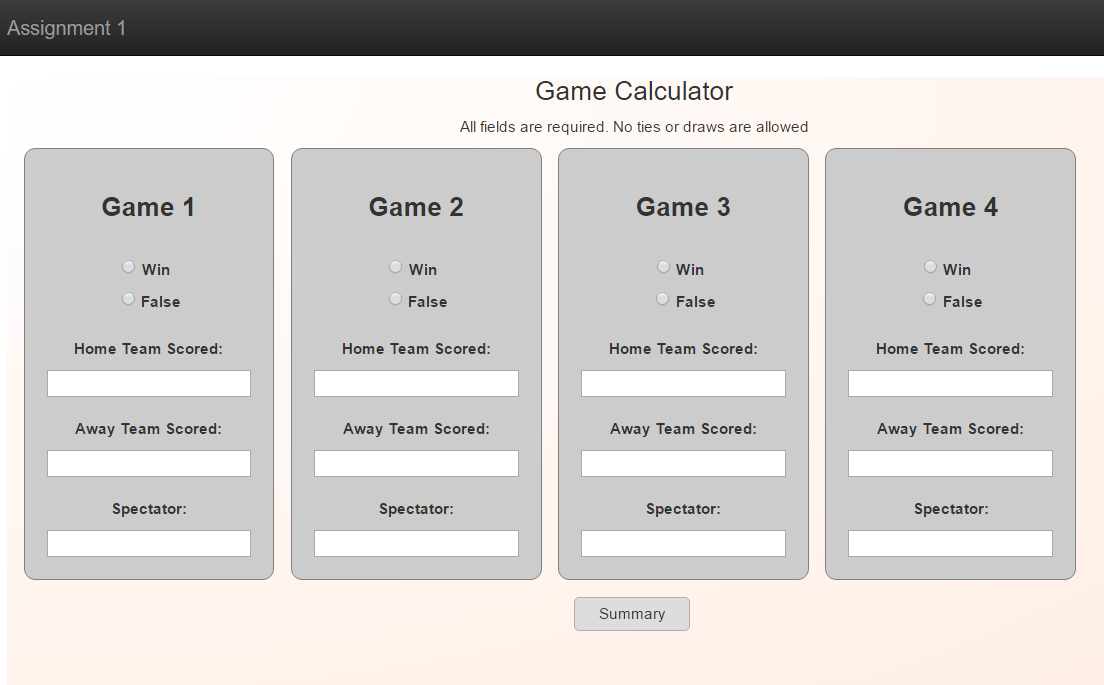 Assignment 1
Game Calculator
All fields are required. No ties or draws are allowed
Game 1
Win
False
Home Team Scored:
Away Team Scored:
Spectator:
Game 2
Win
False
Home Team Scored:
Away Team Scored:
Spectator:
Game 3
Win
False
Home Team Scored:
Away Team Scored:
Spectator:
Game 4
Win
False
Home Team Scored:
Away Team Scored:
Spectator:
Summary